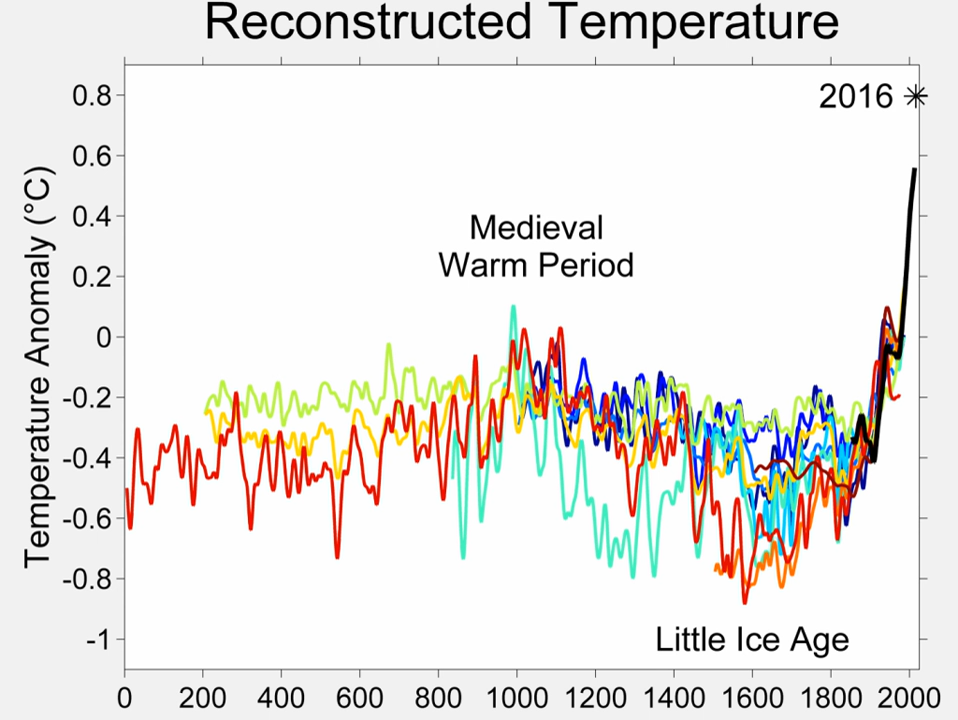 Reconstructed Temperature
0.8
0.6
0.4
0.2
0
-0.2
-0.4
-0.6
-0.8
-1
Temperature Anomaly (°C)
2016
Medieval
Warm Period
Little Ice Age
0 200 400 600 800 1000 1200 1400 1600 1800 2000